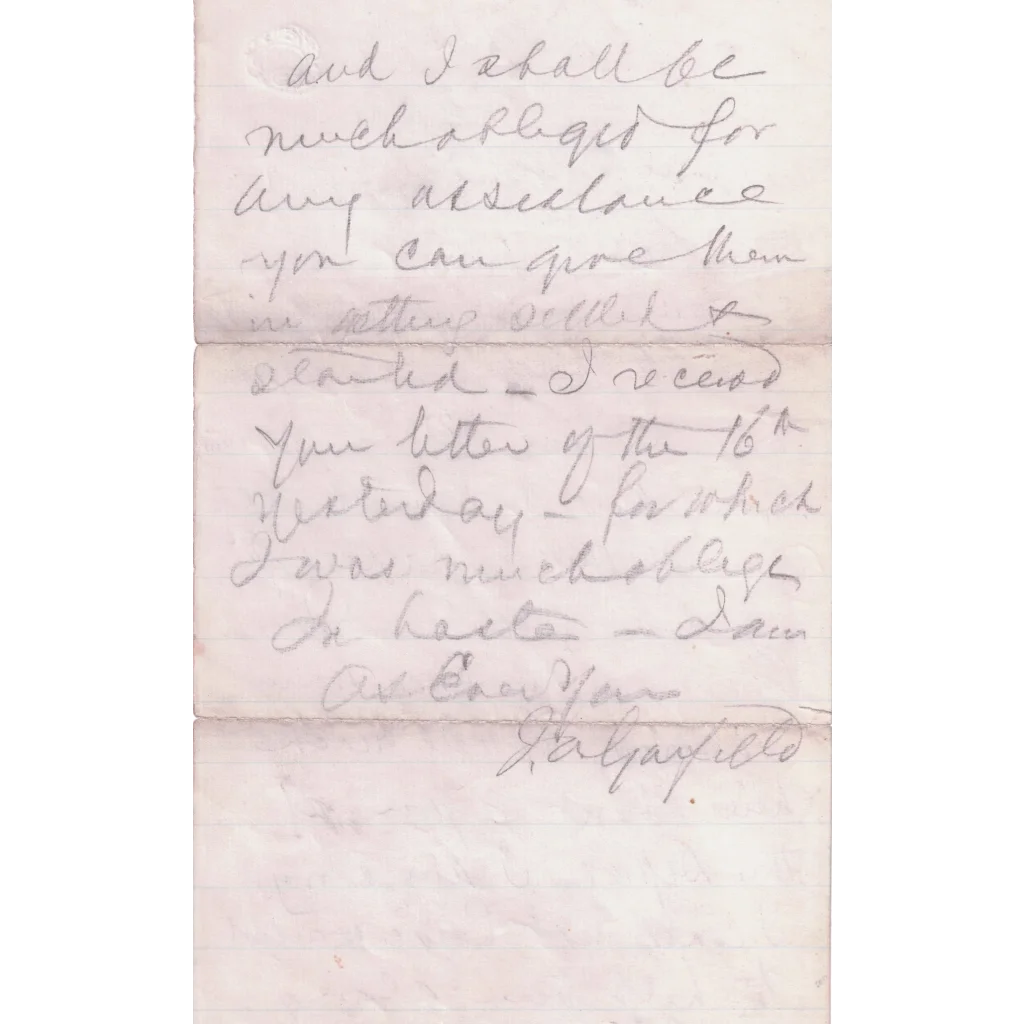 and I shall be
much obliged for
any assistance
you can give them
in getting settled &
started – I received
your letter of the 16th
yesterday – for which
I was much oblige
In haste – I am
As Ever Yours
J. A. Garfield